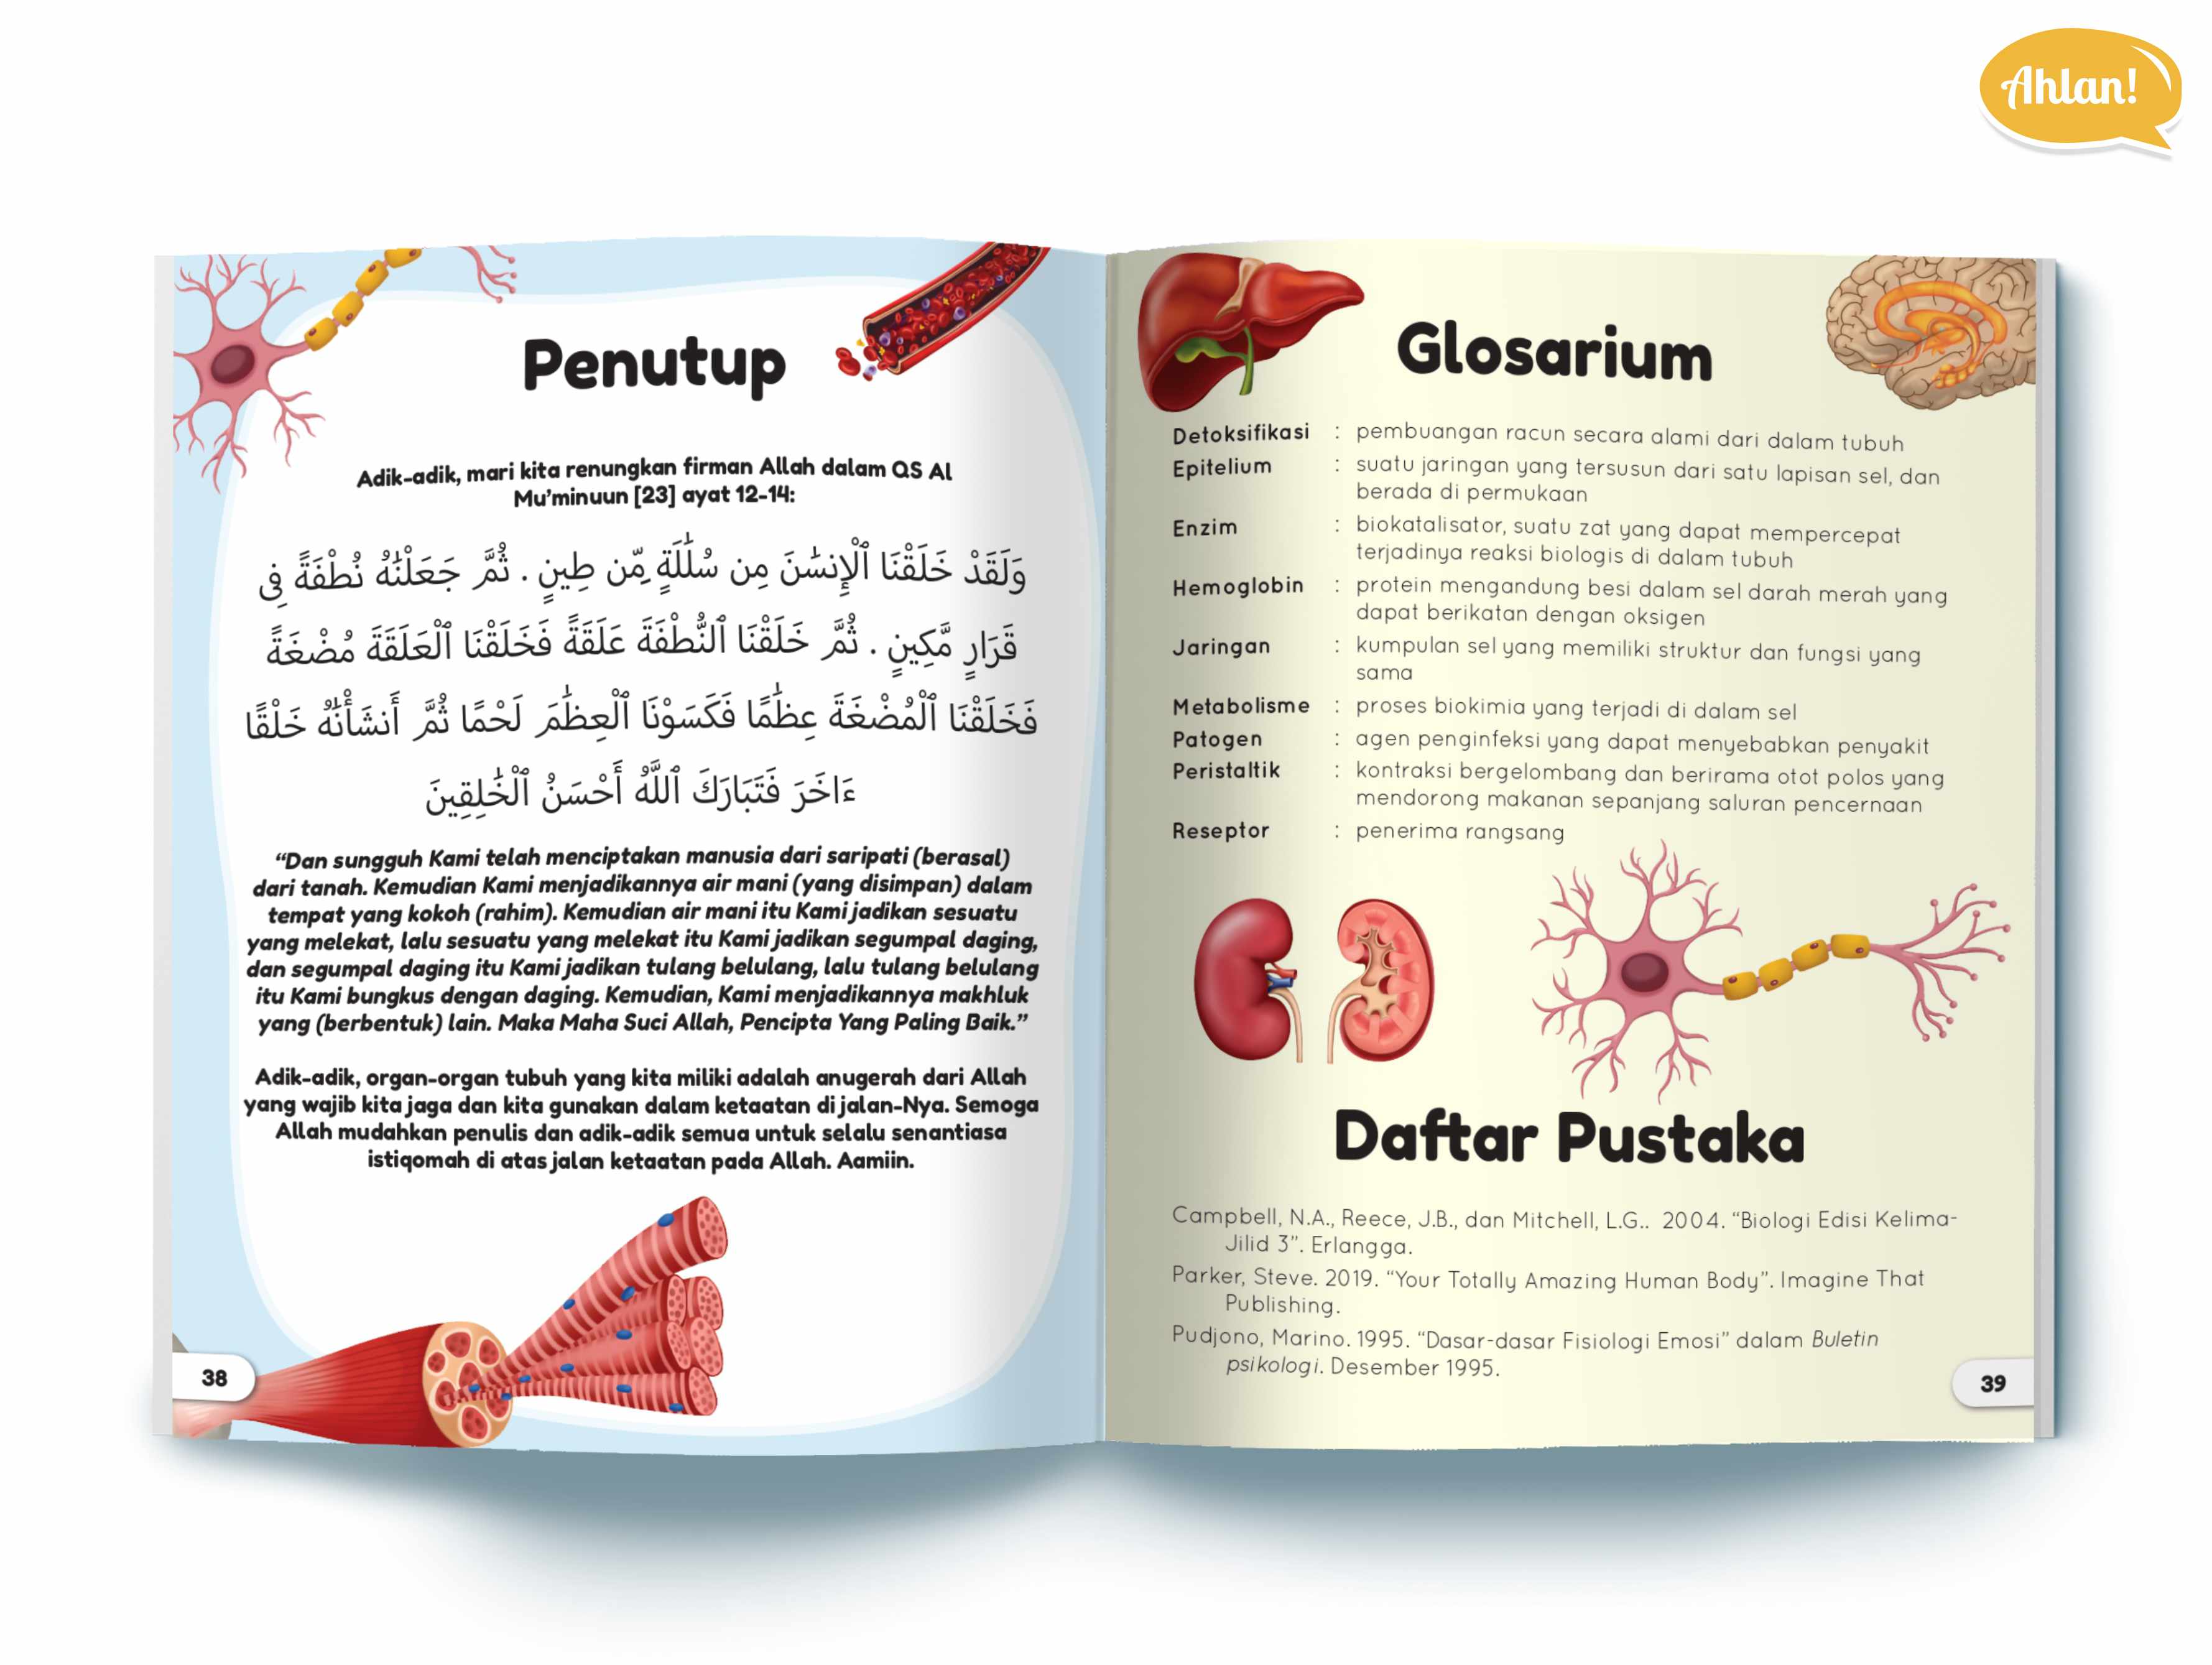 Ahlan!
Penutup
Adik-adik, mari kita renungkan firman Allah dalam QS Al
Mu'minuun [23] ayat 12-14:
وَلَقَدْ خَلَقْنَا ٱلْإِنسَٰنَ مِن سُلَٰلَةٍ مِّن طِينٍ . ثُمَّ جَعَلْنَٰهُ نُطْفَةً فِى
قَرَارٍ مَّكِينٍ . ثُمَّ خَلَقْنَا ٱلنُّطْفَةَ عَلَقَةً فَخَلَقْنَا ٱلْعَلَقَةَ مُضْغَةً
فَخَلَقْنَا ٱلْمُضْغَةَ عِظَٰمًا فَكَسَوْنَا ٱلْعِظَٰمَ لَحْمًا ثُمَّ أَنشَأْنَٰهُ خَلْقًا
ءَاخَرَ فَتَبَارَكَ ٱللَّهُ أَحْسَنُ ٱلْخَٰلِقِينَ
“Dan sungguh Kami telah menciptakan manusia dari saripati (berasal)
dari tanah. Kemudian Kami menjadikannya air mani (yang disimpan) dalam
tempat yang kokoh (rahim). Kemudian air mani itu Kami jadikan sesuatu
yang melekat, lalu sesuatu yang melekat itu Kami jadikan segumpal daging,
dan segumpal daging itu Kami jadikan tulang belulang, lalu tulang belulang
itu Kami bungkus dengan daging. Kemudian, Kami menjadikannya makhluk
yang (berbentuk) lain. Maka Maha Suci Allah, Pencipta Yang Paling Baik.”
Adik-adik, organ-organ tubuh yang kita miliki adalah anugerah dari Allah
yang wajib kita jaga dan kita gunakan dalam ketaatan di jalan-Nya. Semoga
Allah mudahkan penulis dan adik-adik semua untuk selalu senantiasa
istiqomah di atas jalan ketaatan pada Allah. Aamiin.
38
Glosarium
Detoksifikasi : pembuangan racun secara alami dari dalam tubuh
Epitelium : suatu jaringan yang tersusun dari satu lapisan sel, dan
berada di permukaan
Enzim : biokatalisator, suatu zat yang dapat mempercepat
terjadinya reaksi biologis di dalam tubuh
Hemoglobin : protein mengandung besi dalam sel darah merah yang
dapat berikatan dengan oksigen
Jaringan : kumpulan sel yang memiliki struktur dan fungsi yang
sama
Metabolisme : proses biokimia yang terjadi di dalam sel
Patogen : agen penginfeksi yang dapat menyebabkan penyakit
Peristaltik : kontraksi bergelombang dan berirama otot polos yang
mendorong makanan sepanjang saluran pencernaan
Reseptor : penerima rangsang
Daftar Pustaka
Campbell, N.A., Reece, J.B., dan Mitchell, L.G.. 2004. “Biologi Edisi Kelima-
Jilid 3”. Erlangga.
Parker, Steve. 2019. “Your Totally Amazing Human Body”. Imagine That
Publishing.
Pudjono, Marino. 1995. “Dasar-dasar Fisiologi Emosi” dalam Buletin
psikologi. Desember 1995.
39